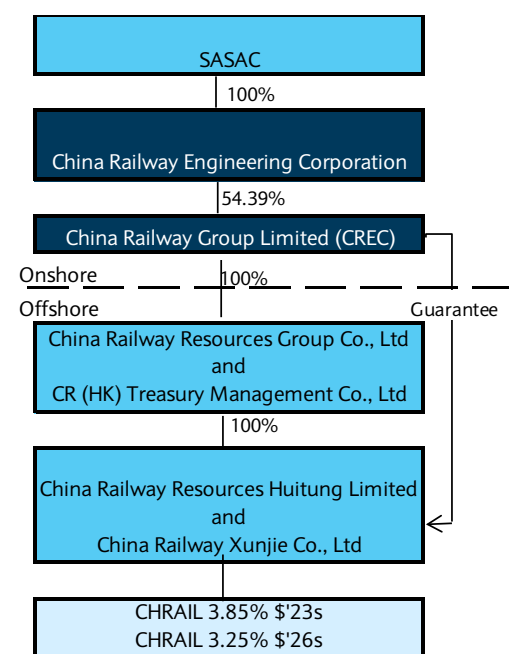 SASAC
100%
China Railway Engineering Corporation
54.39%
China Railway Group Limited (CREC)
Onshore
100%
Offshore
Guarantee
China Railway Resources Group Co., Ltd
and
CR (HK) Treasury Management Co., Ltd
100%
China Railway Resources Huitung Limited
and
China Railway Xunjie Co., Ltd
CHRAIL 3.85% $'23s
CHRAIL 3.25% $'26s